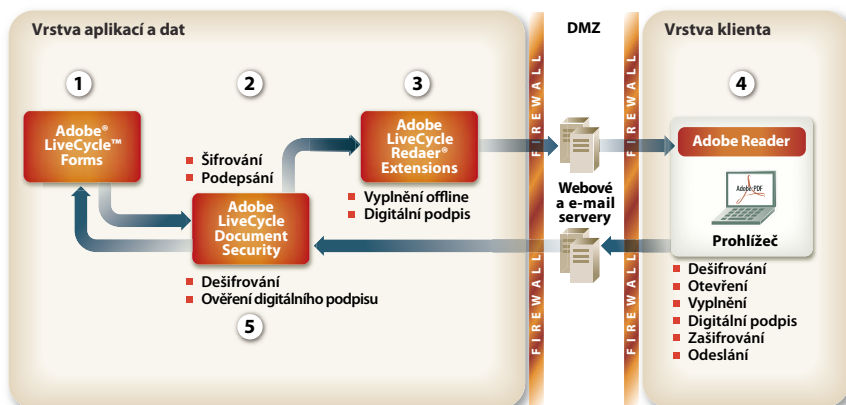 Vrstva aplikací a dat
DMZ
Vrstva klienta
1
2
3
4
Adobe®
LiveCycle™
Forms
Šifrování
Podepsání
Adobe
LiveCycle
Redaer®
Extensions
Vyplnění offline
Digitální podpis
Adobe
LiveCycle
Document
Security
Dešifrování
Ověření digitálního podpisu
5
FIREWALL
FIREWALL
FIREWALL
FIREWALL
Webové
a e-mail
servery
Adobe Reader
Adobe PDF
Prohlížeč
Dešifrování
Otevření
Vyplnění
Digitální podpis
Zašifrování
Odeslání